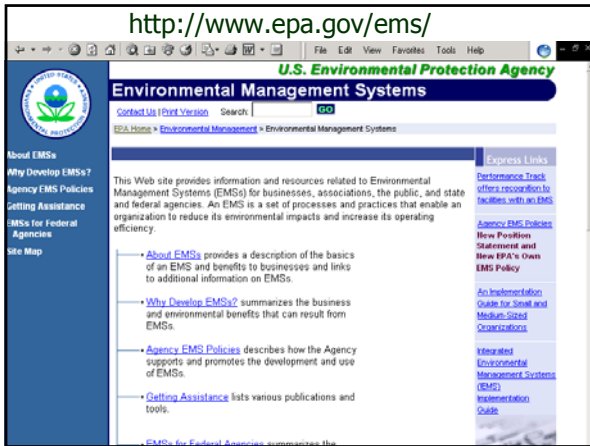 http://www.epa.gov/ems/
File Edit View Favorites Tools Help
U.S. Environmental Protection Agency
Environmental Management Systems
Contact Us | Print Version Search: GO
EPA Home > Environmental Management > Environmental Management Systems
About EMSs
Why Develop EMSs?
Agency EMS Policies
Getting Assistance
EMSs for Federal
Agencies
Site Map
This Web site provides information and resources related to Environmental
Management Systems (EMSs) for businesses, associations, the public, and state
and federal agencies. An EMS is a set of processes and practices that enable an
organization to reduce its environmental impacts and increase its operating
efficiency.
• About EMSs provides a description of the basics
of an EMS and benefits to businesses and links
to additional information on EMSs.
• Why Develop EMSs? summarizes the business
and environmental benefits that can result from
EMSs.
• Agency EMS Policies describes how the Agency
supports and promotes the development and use
of EMSs.
• Getting Assistance lists various publications and
tools.
• EMSs for Federal Agencies summarizes the
Express Links
Performance Track
offers recognition to
facilities with an EMS
Agency EMS Policies
New Position
Statement and
New EPA's Own
EMS Policy
An Implementation
Guide for Small and
Medium-Sized
Organizations
Integrated
Environmental
Management Systems
(IEMS)
Implementation
Guide